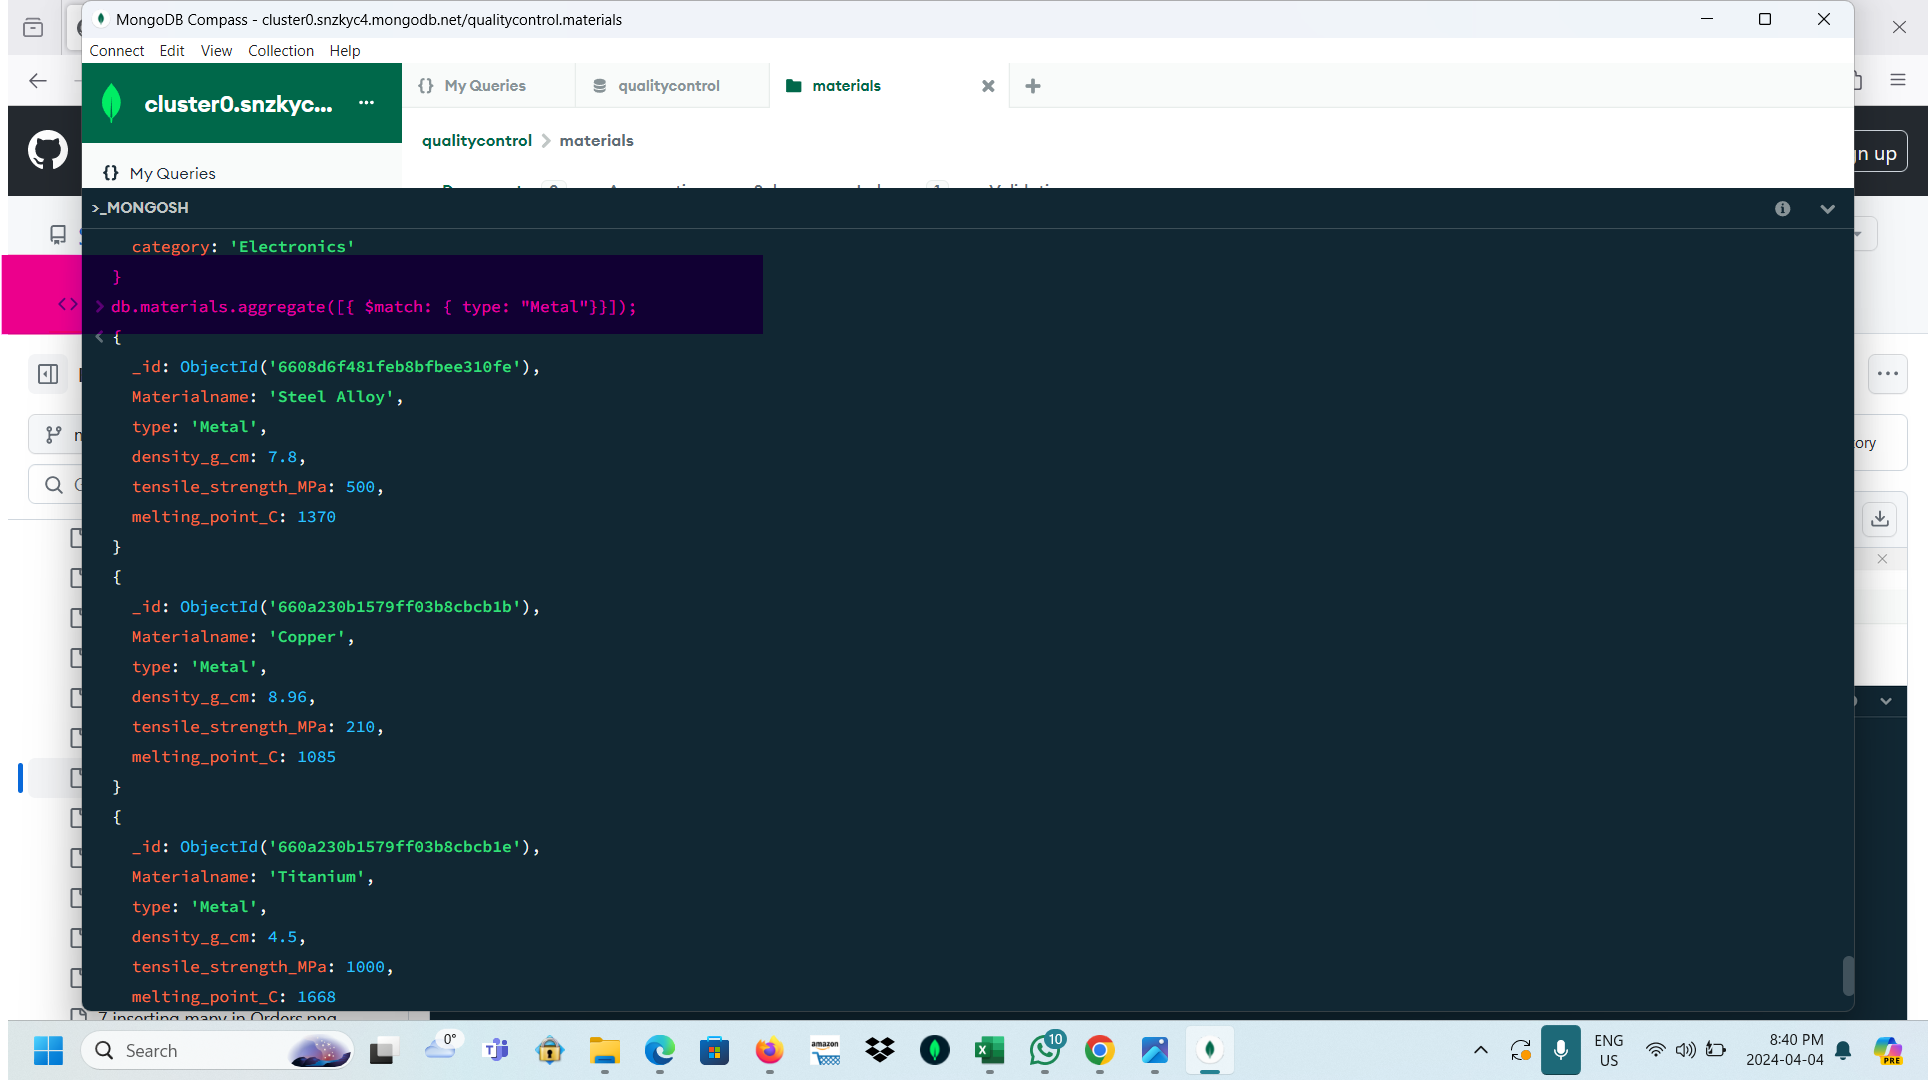 MongoDB Compass - cluster0.snzkyc4.mongodb.net/qualitycontrol.materials
Connect Edit View Collection Help
cluster0.snzkyc... ···
{} My Queries
qualitycontrol
materials
qualitycontrol > materials
{} My Queries
n up
>_MONGOSH
category: 'Electronics'
}
> db.materials.aggregate([{ $match: { type: "Metal"}}]);
< {
_id: ObjectId('6608d6f481feb8bfbee310fe'),
Materialname: 'Steel Alloy',
type: 'Metal',
density_g_cm: 7.8,
tensile_strength_MPa: 500,
melting_point_C: 1370
}
{
_id: ObjectId('660a230b1579ff03b8cbcb1b'),
Materialname: 'Copper',
type: 'Metal',
density_g_cm: 8.96,
tensile_strength_MPa: 210,
melting_point_C: 1085
}
{
_id: ObjectId('660a230b1579ff03b8cbcb1e'),
Materialname: 'Titanium',
type: 'Metal',
density_g_cm: 4.5,
tensile_strength_MPa: 1000,
melting_point_C: 1668
ory
7 inserting many in Orders.png
Search
0°
amazon
10
ENG
US
8:40 PM
2024-04-04
PRE